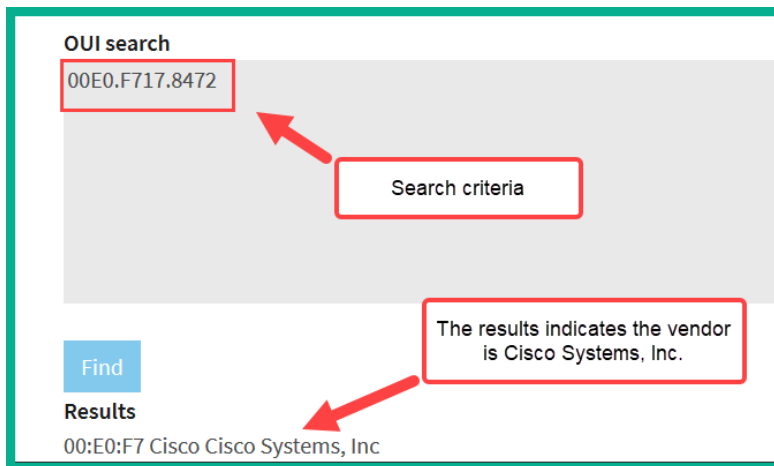 OUI search
00E0.F717.8472
Search criteria
The results indicates the vendor
is Cisco Systems, Inc.
Find
Results
00:E0:F7 Cisco Cisco Systems, Inc